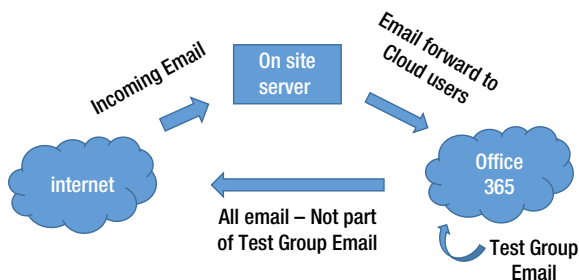 Incoming Email
On site
server
Email forward to
Cloud users
internet
Office
365
All email – Not part
of Test Group Email
Test Group
Email